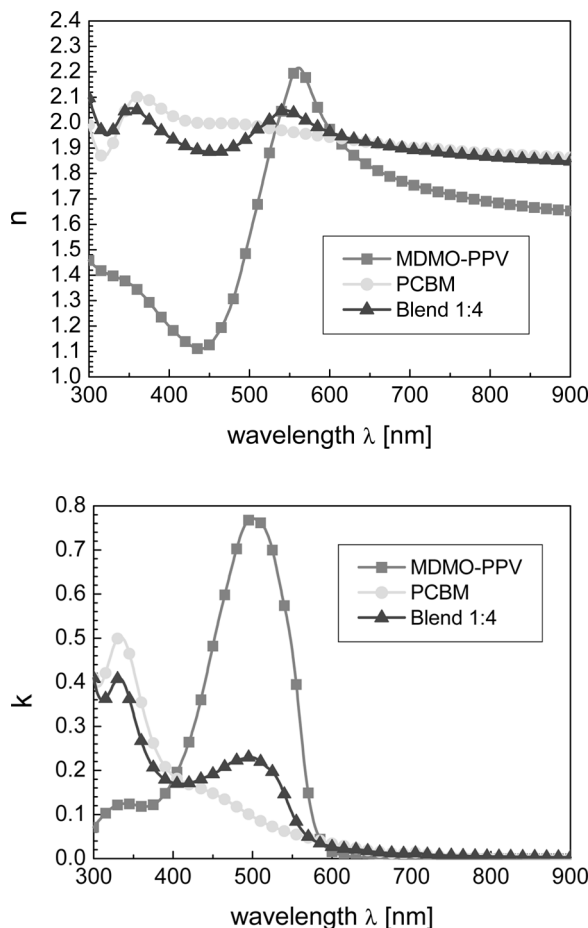 2.4
2.3
2.2
2.1
2.0
1.9
1.8
1.7
1.6
1.5
1.4
1.3
1.2
1.1
1.0
n
MDMO-PPV
PCBM
Blend 1:4
300 400 500 600 700 800 900
wavelength λ [nm]
0.8
0.7
0.6
0.5
0.4
0.3
0.2
0.1
0.0
k
MDMO-PPV
PCBM
Blend 1:4
300 400 500 600 700 800 900
wavelength λ [nm]